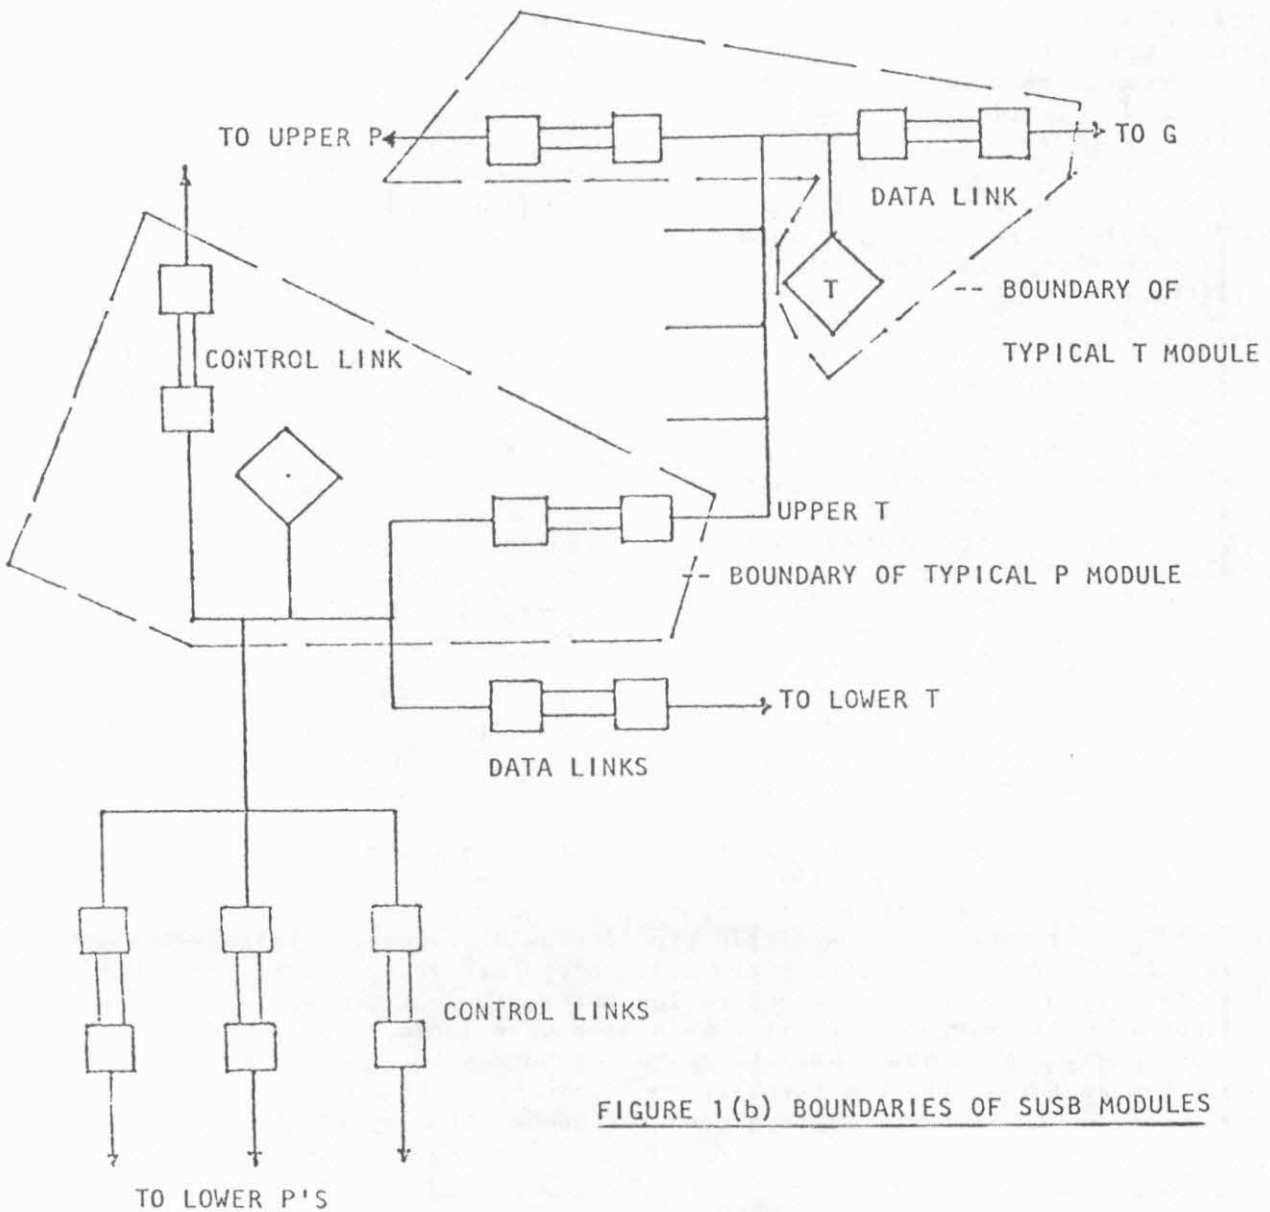 TO UPPER P
TO G
DATA LINK
T
-- BOUNDARY OF
TYPICAL T MODULE
CONTROL LINK
UPPER T
-- BOUNDARY OF TYPICAL P MODULE
TO LOWER T
DATA LINKS
CONTROL LINKS
FIGURE 1(b) BOUNDARIES OF SUSB MODULES
TO LOWER P'S